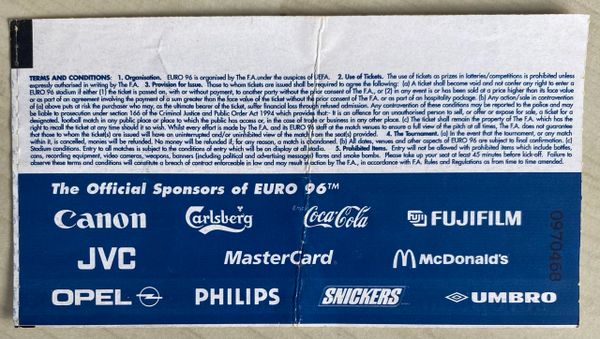 TERMS AND CONDITIONS: 1. Organisation. EURO 96 is organised by The F.A. under the auspices of UEFA. 2. Use of Tickets. The use of tickets as prizes in lotteries/competitions is prohibited unless
expressly authorised in writing by The F.A. 3. Provision for Issue. Those to whom tickets are issued shall be required to agree the following: (a) A ticket shall become void and not confer any right to enter a
EURO 96 stadium if either (1) the ticket is passed on, with or without payment, to another party without the prior consent of The F.A., or (2) in any event is or has been sold at a price higher than its face value
or as part of an agreement involving the payment of a sum greater than the face value of the ticket without the prior consent of The F.A. or as part of an hospitality package. (b) Any action/sale in contravention
of (a) above puts at risk the purchaser who may, as the ultimate bearer of the ticket, suffer financial loss through refused admission. Any contravention of these conditions may be reported to the police and may
be liable to prosecution under section 166 of the Criminal Justice and Public Order Act 1994 which provides that:- It is an offence for an unauthorised person to sell, or offer or expose for sale, a ticket for a
designated football match in any public place or place to which the public has access or, in the case of a trade or business in any other place. (c) The ticket shall remain the property of The F.A. which has the
right to recall the ticket at any time should it so wish. Whilst every effort is made by The F.A. and its EURO 96 staff at the match venues to ensure a full view of the pitch at all times, The F.A. does not guarantee
that those to whom the ticket(s) are issued will have an uninterrupted and/or uninhibited view of the match from the seat(s) provided. 4. The Tournament. (a) In the event that the tournament, or any match
within it, is cancelled, monies will be refunded. No money will be refunded if, for any reason, a match is abandoned. (b) All dates, venues and other aspects of EURO 96 are subject to final confirmation. (c)
Stadium conditions. Entry to all matches is subject to the conditions of entry which will be on display at all stadia. 5. Prohibited Items. Entry will not be allowed with prohibited items which include bottles,
cans, recording equipment, video cameras, weapons, banners (including political and advertising messages) flares and smoke bombs. Please take up your seat at least 45 minutes before kick-off. Failure to
observe these terms and conditions will constitute a breach of contract enforceable in law and may result in action by The F.A., in accordance with F.A. Rules and Regulations as from time to time amended.
The Official Sponsors of EURO 96™
Canon Carlsberg Enjoy Coca-Cola FUJI FUJIFILM
JVC MasterCard McDonald's
OPEL PHILIPS SNICKERS UMBRO
0970468